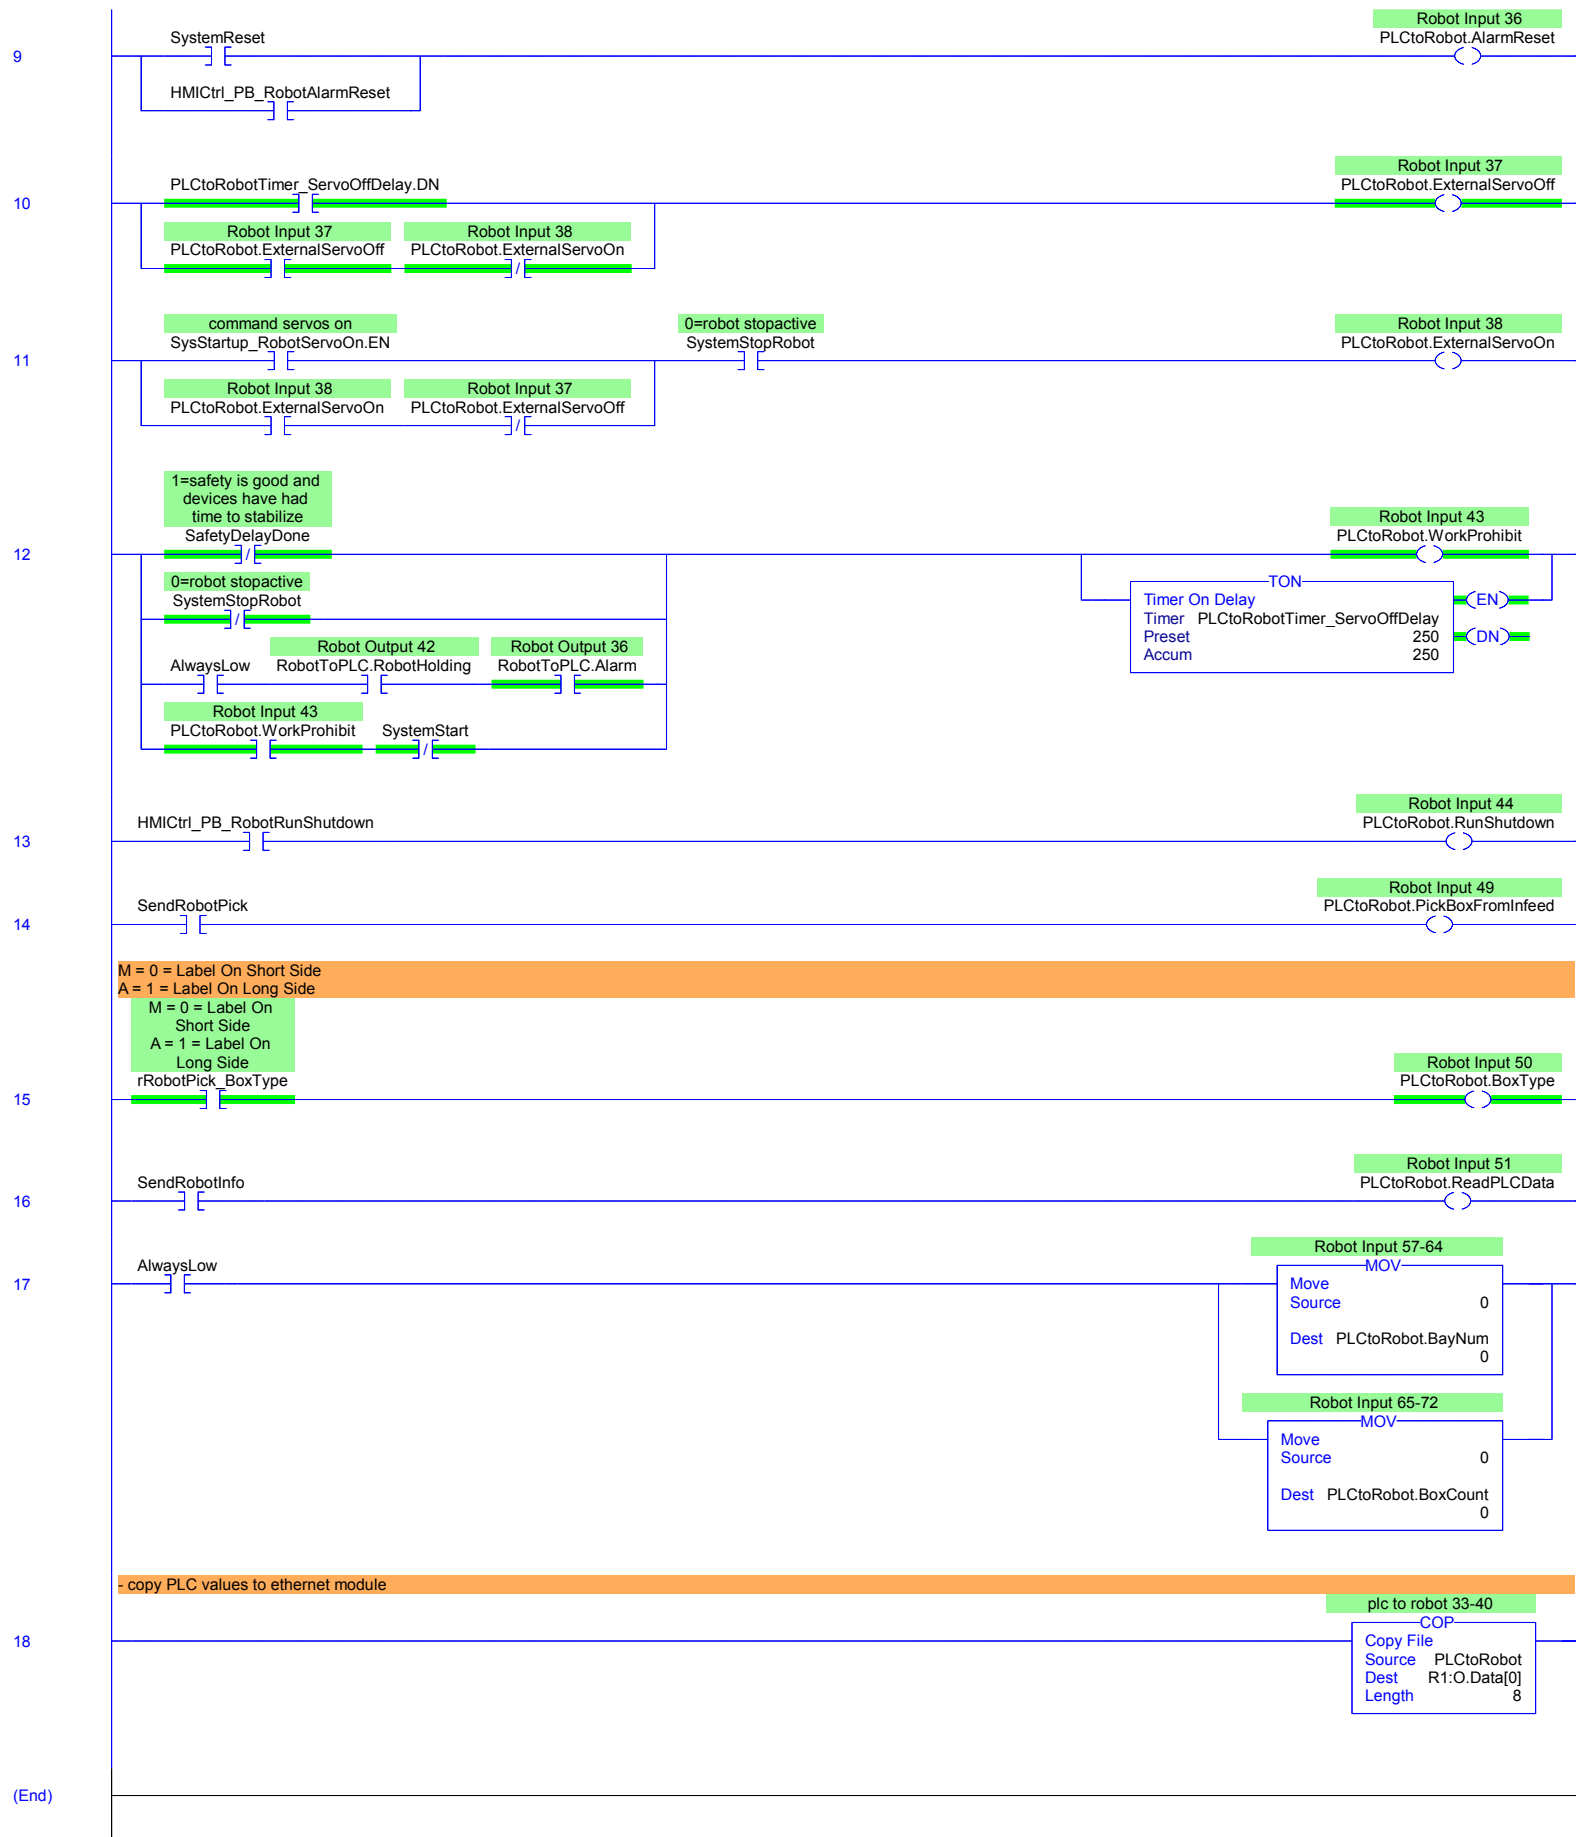 9
SystemReset
Robot Input 36
PLCtoRobot.AlarmReset
HMICtrl_PB_RobotAlarmReset
10
PLCtoRobotTimer_ServoOffDelay.DN
Robot Input 37
PLCtoRobot.ExternalServoOff
Robot Input 37
PLCtoRobot.ExternalServoOff
Robot Input 38
PLCtoRobot.ExternalServoOn
11
command servos on
SysStartup_RobotServoOn.EN
0=robot stopactive
SystemStopRobot
Robot Input 38
PLCtoRobot.ExternalServoOn
Robot Input 38
PLCtoRobot.ExternalServoOn
Robot Input 37
PLCtoRobot.ExternalServoOff
12
1=safety is good and
devices have had
time to stabilize
SafetyDelayDone
Robot Input 43
PLCtoRobot.WorkProhibit
0=robot stopactive
SystemStopRobot
AlwaysLow
Robot Output 42
RobotToPLC.RobotHolding
Robot Output 36
RobotToPLC.Alarm
Robot Input 43
PLCtoRobot.WorkProhibit
SystemStart
TON
Timer On Delay
Timer PLCtoRobotTimer_ServoOffDelay
Preset 250
Accum 250
EN
DN
13
HMICtrl_PB_RobotRunShutdown
Robot Input 44
PLCtoRobot.RunShutdown
14
SendRobotPick
Robot Input 49
PLCtoRobot.PickBoxFromInfeed
M = 0 = Label On Short Side
A = 1 = Label On Long Side
15
M = 0 = Label On
Short Side
A = 1 = Label On
Long Side
rRobotPick_BoxType
Robot Input 50
PLCtoRobot.BoxType
16
SendRobotInfo
Robot Input 51
PLCtoRobot.ReadPLCData
17
AlwaysLow
Robot Input 57-64
MOV
Move
Source 0
Dest PLCtoRobot.BayNum
0
Robot Input 65-72
MOV
Move
Source 0
Dest PLCtoRobot.BoxCount
0
- copy PLC values to ethernet module
18
plc to robot 33-40
COP
Copy File
Source PLCtoRobot
Dest R1:O.Data[0]
Length 8
(End)